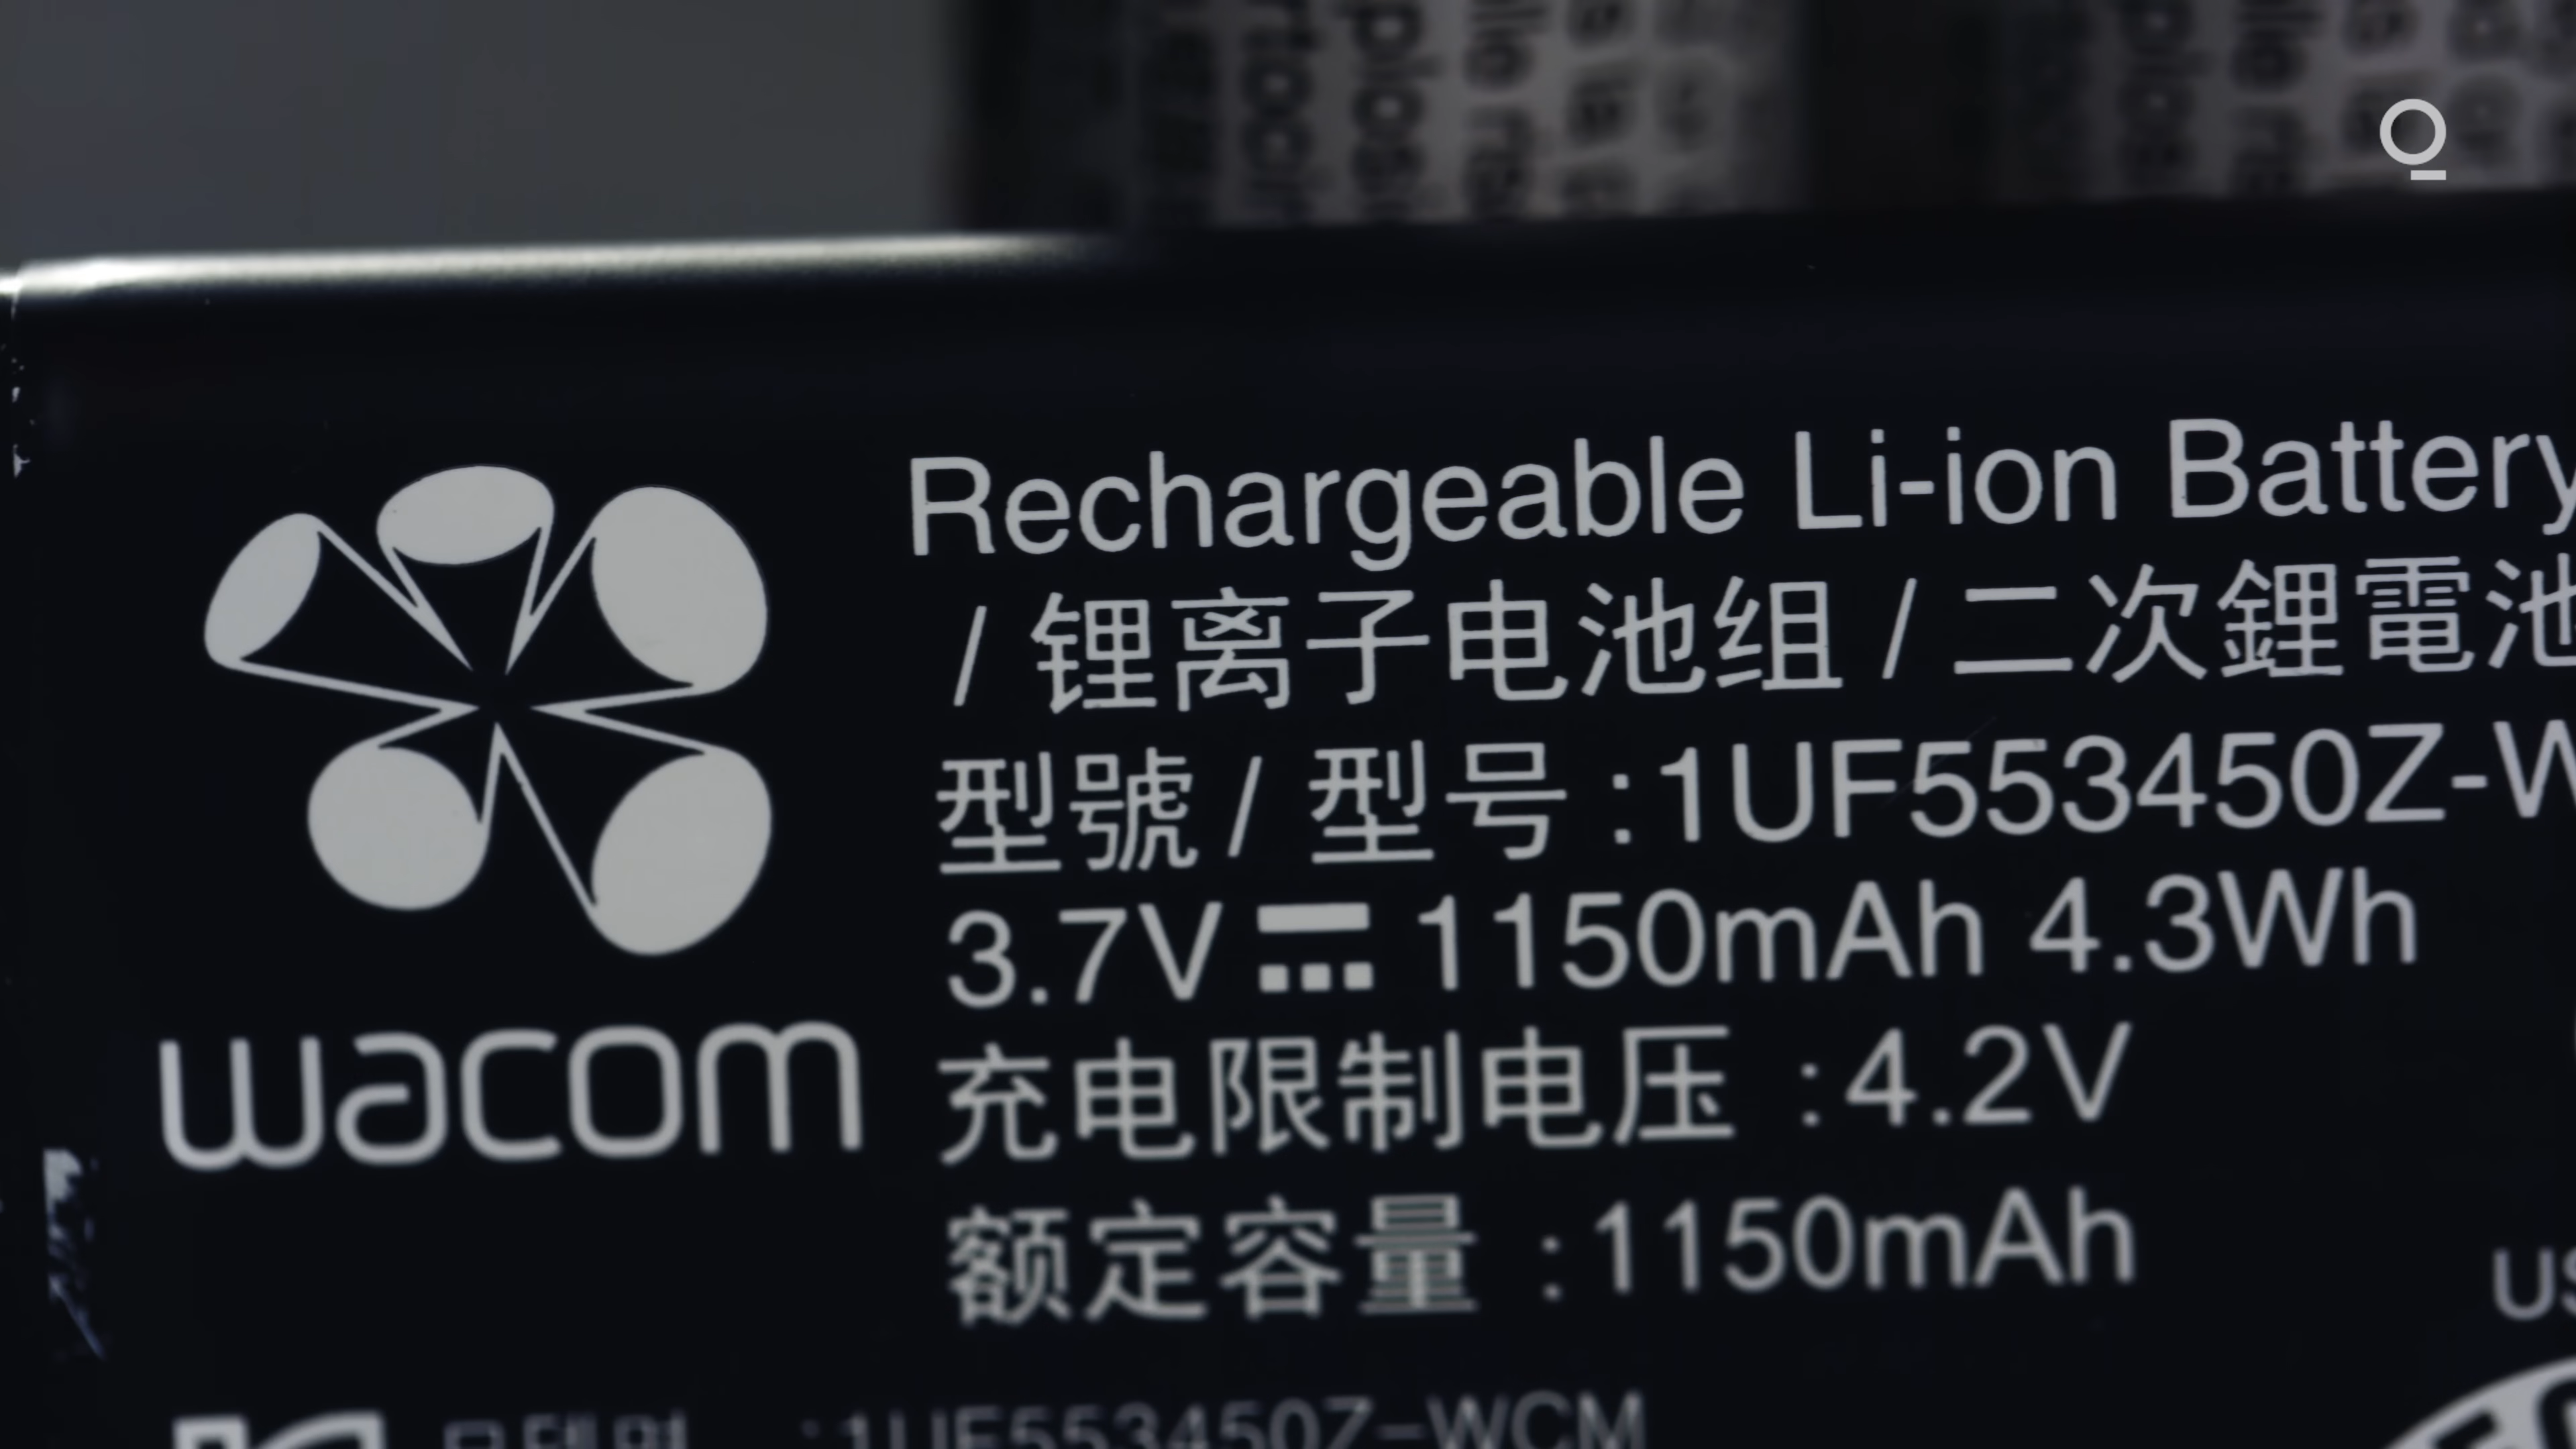 Rechargeable Li-ion Battery
/ 锂离子电池组 / 二次鋰電池
型號 / 型号 : 1UF553450Z-W
3.7V ⎓ 1150mAh 4.3Wh
充电限制电压 : 4.2V
额定容量 : 1150mAh
wacom
: 1UF553450Z-WCM